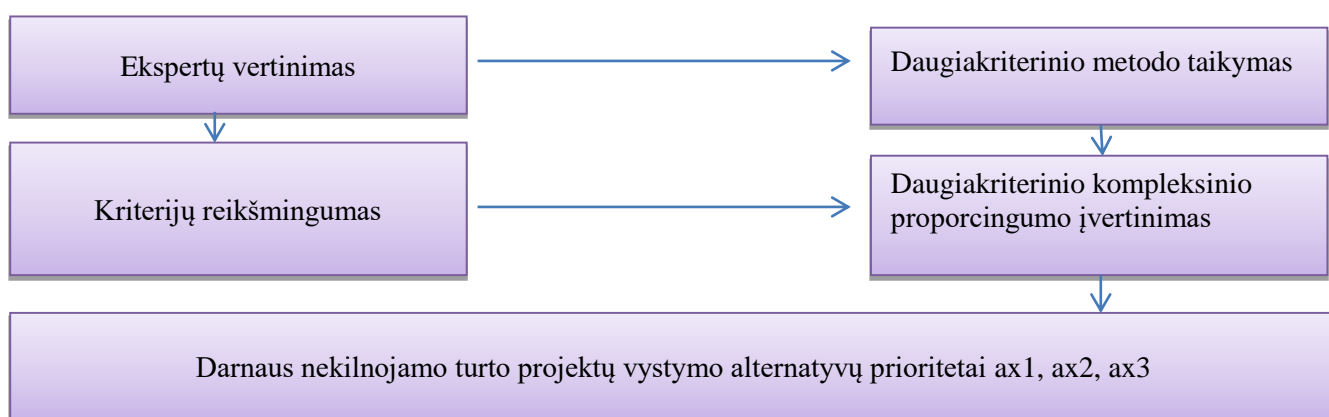 Ekspertų vertinimas
Daugiakriterinio metodo taikymas
Kriterijų reikšmingumas
Daugiakriterinio kompleksinio
proporcingumo įvertinimas
Darnaus nekilnojamo turto projektų vystymo alternatyvų prioritetai ax1, ax2, ax3